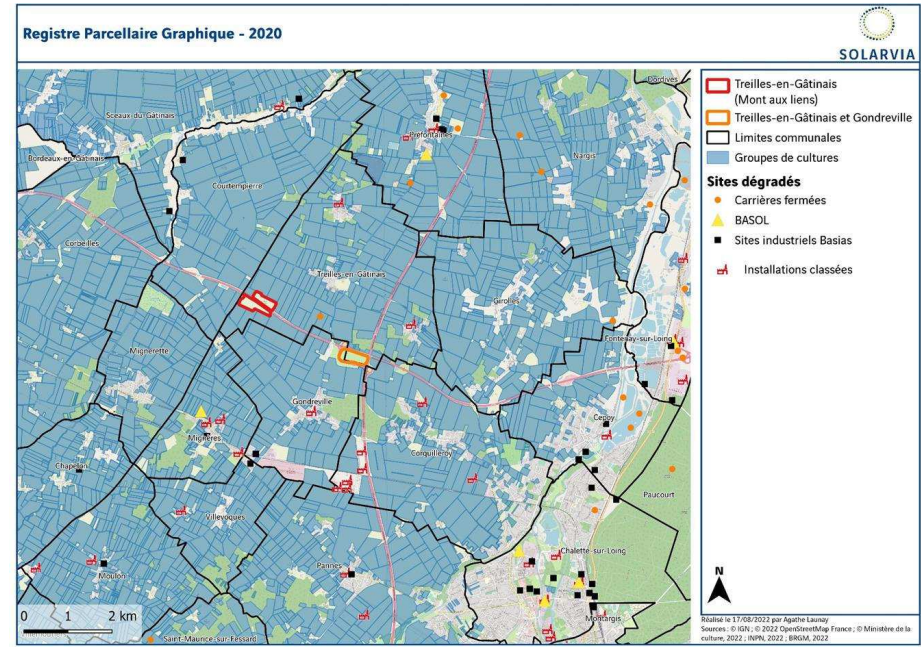 Registre Parcellaire Graphique - 2020
SOLARVIA
Dordives
Sceaux-du-Gâtinais
Préfontaines
Nargis
Bordeaux-en-Gâtinais
Courtempierre
Corbeilles
Treilles-en-Gâtinais
Girolles
Fontenay-sur-Loing
Mignerette
Gondreville
Cepoy
Mignères
Corquilleroy
Chapelon
Paucourt
Villevoques
Chalette-sur-Loing
Pannes
Moulon
Montargis
Saint-Maurice-sur-Fessard
0 1 2 km
Treilles-en-Gâtinais
(Mont aux liens)
Treilles-en-Gâtinais et Gondreville
Limites communales
Groupes de cultures
Sites dégradés
Carrières fermées
BASOL
Sites industriels Basias
Installations classées
N
Réalisé le 17/08/2022 par Agathe Launay
Sources : © IGN ; © 2022 OpenStreetMap France ; © Ministère de la
culture, 2022 ; INPN, 2022 ; BRGM, 2022